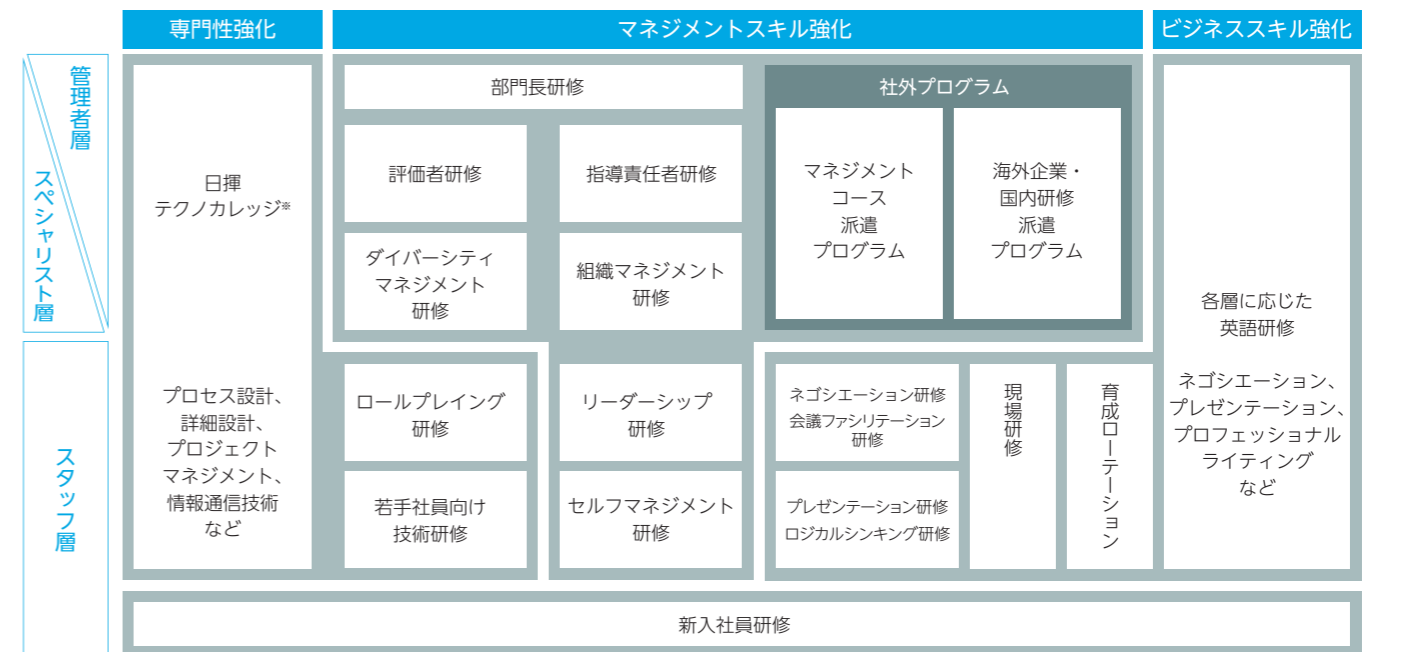 専門性強化
マネジメントスキル強化
ビジネススキル強化
管理者層
スペシャリスト層
スタッフ層
日揮
テクノカレッジ※
プロセス設計、
詳細設計、
プロジェクト
マネジメント、
情報通信技術
など
部門長研修
評価者研修
指導責任者研修
ダイバーシティ
マネジメント
研修
組織マネジメント
研修
社外プログラム
マネジメント
コース
派遣
プログラム
海外企業・
国内研修
派遣
プログラム
ロールプレイング
研修
リーダーシップ
研修
若手社員向け
技術研修
セルフマネジメント
研修
ネゴシエーション研修
会議ファシリテーション
研修
プレゼンテーション研修
ロジカルシンキング研修
現場研修
育成ローテーション
各層に応じた
英語研修
ネゴシエーション、
プレゼンテーション、
プロフェッショナル
ライティング
など
新入社員研修